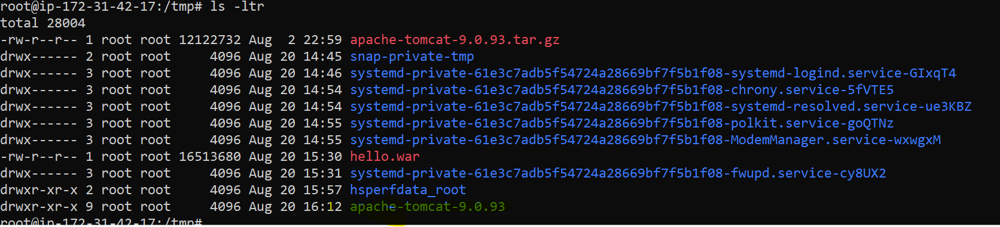 root@ip-172-31-42-17:/tmp# ls -ltr
total 28004
-rw-r--r-- 1 root root 12122732 Aug  2 22:59 apache-tomcat-9.0.93.tar.gz
drwx------ 2 root root     4096 Aug 20 14:45 snap-private-tmp
drwx------ 3 root root     4096 Aug 20 14:46 systemd-private-61e3c7adb5f54724a28669bf7f5b1f08-systemd-logind.service-GIxqT4
drwx------ 3 root root     4096 Aug 20 14:54 systemd-private-61e3c7adb5f54724a28669bf7f5b1f08-chrony.service-5fVTE5
drwx------ 3 root root     4096 Aug 20 14:54 systemd-private-61e3c7adb5f54724a28669bf7f5b1f08-systemd-resolved.service-ue3KBZ
drwx------ 3 root root     4096 Aug 20 14:55 systemd-private-61e3c7adb5f54724a28669bf7f5b1f08-polkit.service-goQTNz
drwx------ 3 root root     4096 Aug 20 14:55 systemd-private-61e3c7adb5f54724a28669bf7f5b1f08-ModemManager.service-wxwgxM
-rw-r--r-- 1 root root 16513680 Aug 20 15:30 hello.war
drwx------ 3 root root     4096 Aug 20 15:31 systemd-private-61e3c7adb5f54724a28669bf7f5b1f08-fwupd.service-cy8UX2
drwxr-xr-x 2 root root     4096 Aug 20 15:57 hsperfdata_root
drwxr-xr-x 9 root root     4096 Aug 20 16:12 apache-tomcat-9.0.93
root@ip-172-31-42-17:/tmp#